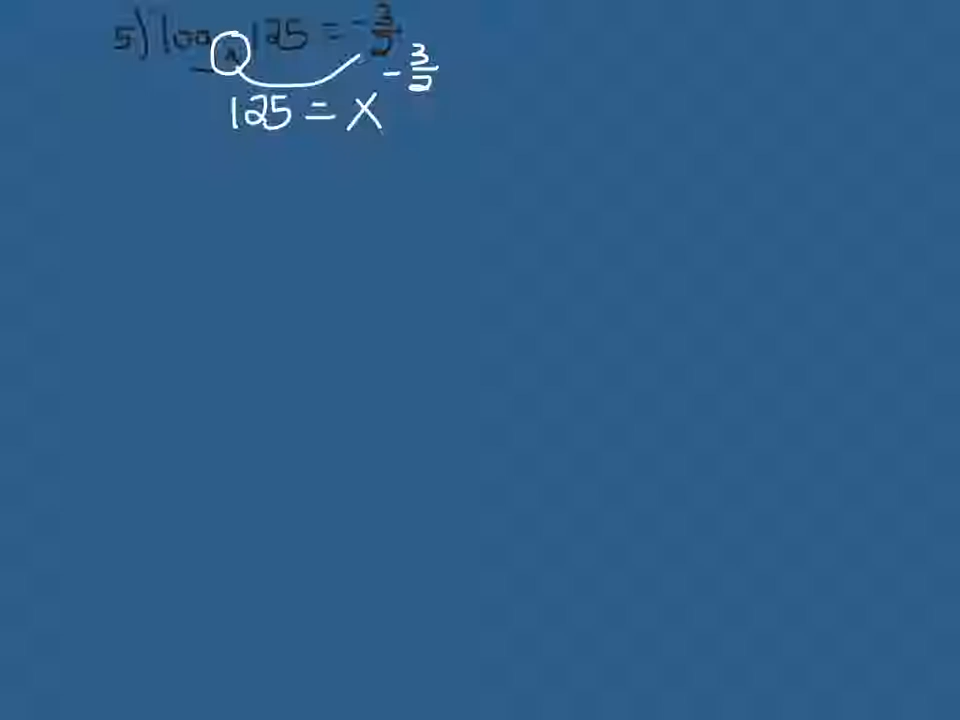 5) log x 125 = -3/2
125 = x^-3/2